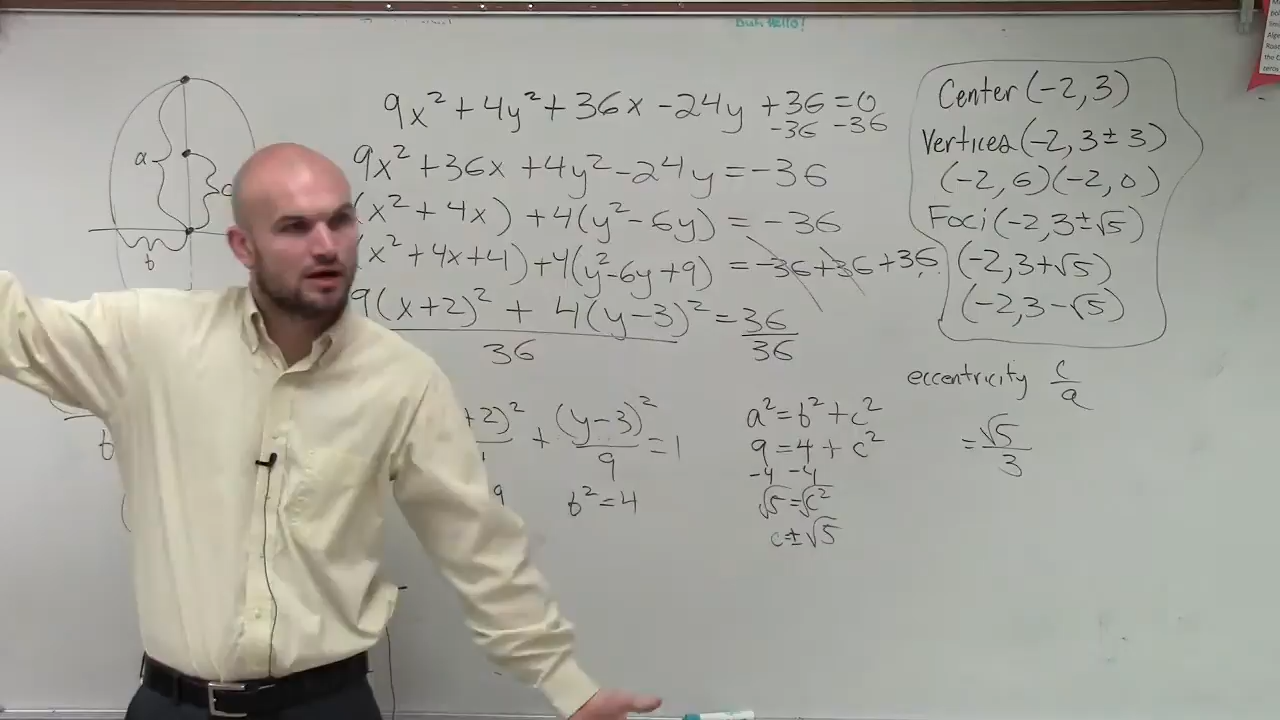 but. Hello!
9x² + 4y² + 36x - 24y + 36 = 0
-36 -36
9x² + 36x + 4y² - 24y = -36
(x² + 4x) + 4(y² - 6y) = -36
(x² + 4x + 4) + 4(y² - 6y + 9) = -36 + 36 + 36
9(x + 2)² + 4(y - 3)² = 36
36 36
+2)² + (y - 3)² = 1
9
9 b² = 4
a
c
b
b
a² = b² + c²
9 = 4 + c²
-4 -4
√5 = √c²
c = ± √5
Center (-2, 3)
Vertices (-2, 3 ± 3)
(-2, 6) (-2, 0)
Foci (-2, 3 ± √5)
(-2, 3 + √5)
(-2, 3 - √5)
eccentricity c/a
= √5/3